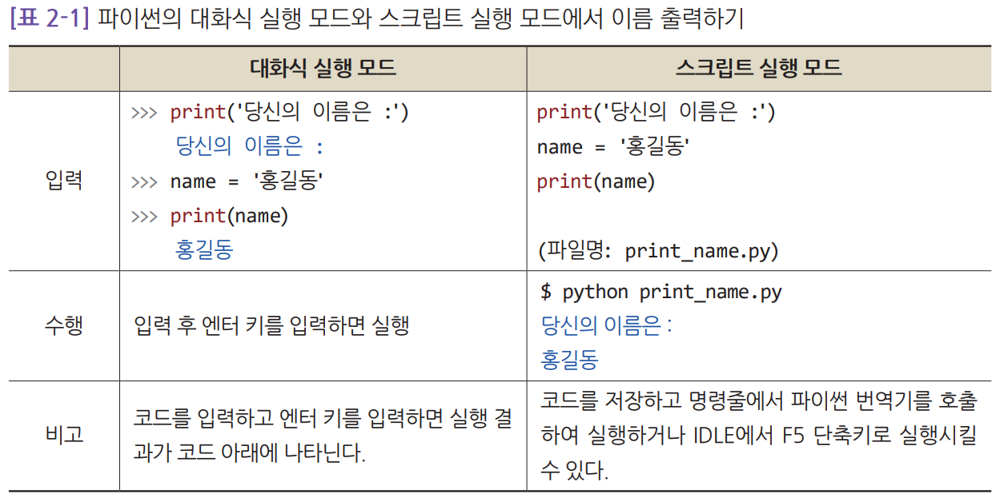 [표 2-1] 파이썬의 대화식 실행 모드와 스크립트 실행 모드에서 이름 출력하기
대화식 실행 모드
스크립트 실행 모드
입력
>>> print('당신의 이름은 :')
당신의 이름은 :
>>> name = '홍길동'
>>> print(name)
홍길동
print('당신의 이름은 :')
name = '홍길동'
print(name)
(파일명: print_name.py)
수행
입력 후 엔터 키를 입력하면 실행
$ python print_name.py
당신의 이름은 :
홍길동
비고
코드를 입력하고 엔터 키를 입력하면 실행 결
과가 코드 아래에 나타닌다.
코드를 저장하고 명령줄에서 파이썬 번역기를 호출
하여 실행하거나 IDLE에서 F5 단축키로 실행시킬
수 있다.